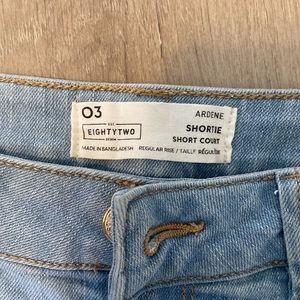 03
ARDENE
SHORTIE
SHORT COURT
EST
EIGHTYTWO
DENIM
MADE IN BANGLADESH
REGULAR RISE / TAILLE RÉGULIÈRE